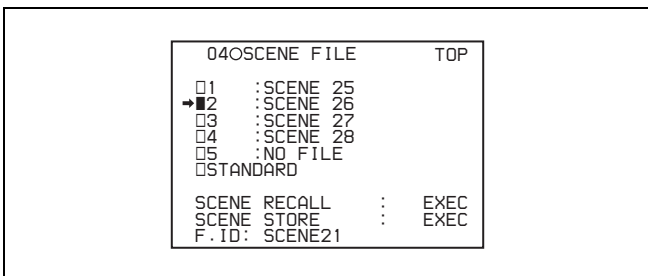 04○SCENE FILE TOP
□1 :SCENE 25
➡■2 :SCENE 26
□3 :SCENE 27
□4 :SCENE 28
□5 :NO FILE
□STANDARD
SCENE RECALL : EXEC
SCENE STORE : EXEC
F.ID: SCENE21